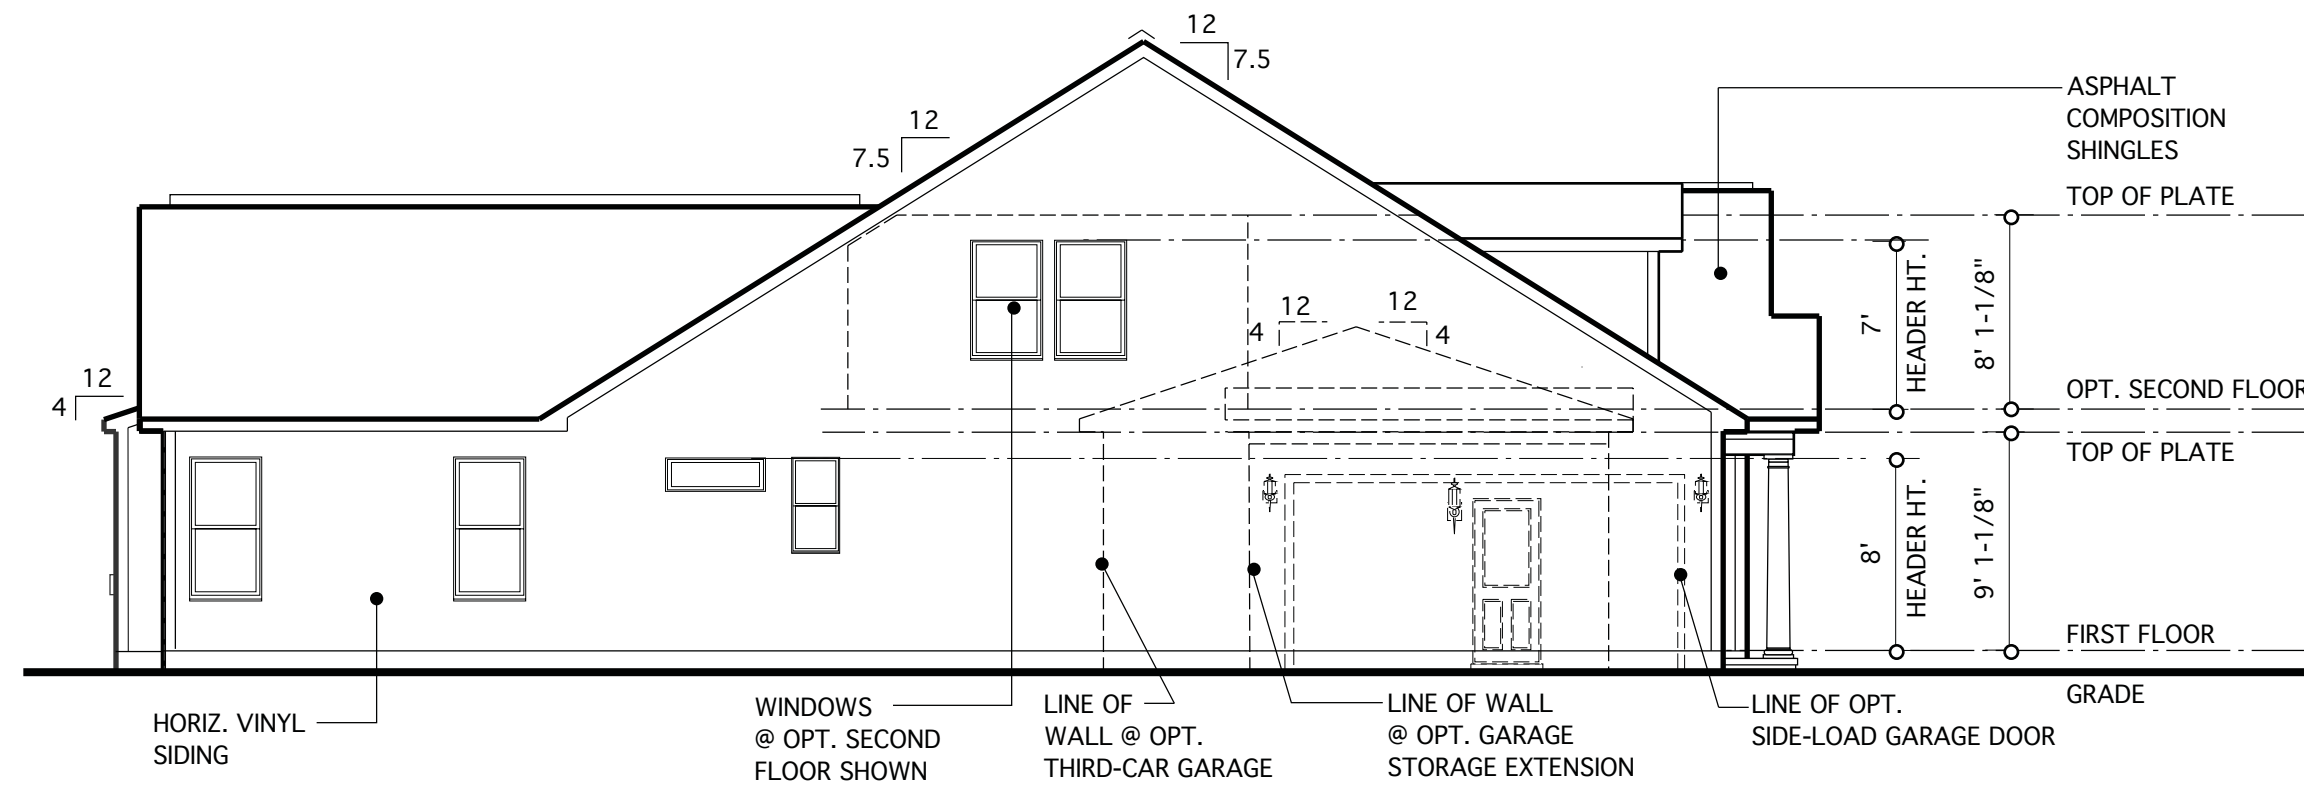 12
7.5
12
7.5
ASPHALT
COMPOSITION
SHINGLES
TOP OF PLATE
12
4
12
4
12
4
7'
HEADER HT.
8' 1-1/8"
OPT. SECOND FLOOR
TOP OF PLATE
8'
HEADER HT.
9' 1-1/8"
FIRST FLOOR
GRADE
HORIZ. VINYL
SIDING
WINDOWS
@ OPT. SECOND
FLOOR SHOWN
LINE OF
WALL @ OPT.
THIRD-CAR GARAGE
LINE OF WALL
@ OPT. GARAGE
STORAGE EXTENSION
LINE OF OPT.
SIDE-LOAD GARAGE DOOR